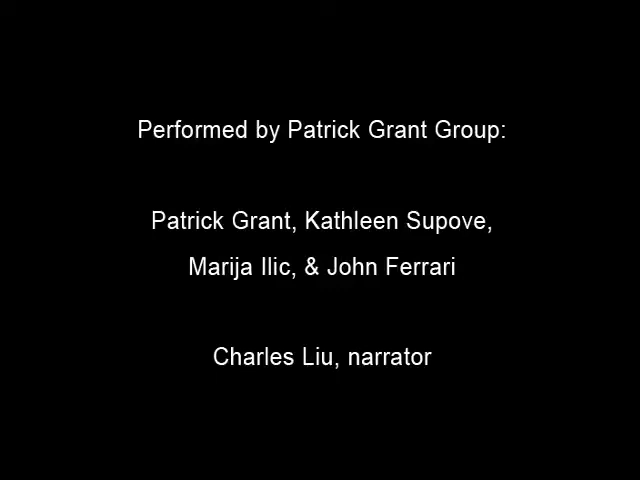 Performed by Patrick Grant Group:
Patrick Grant, Kathleen Supove,
Marija Ilic, & John Ferrari
Charles Liu, narrator